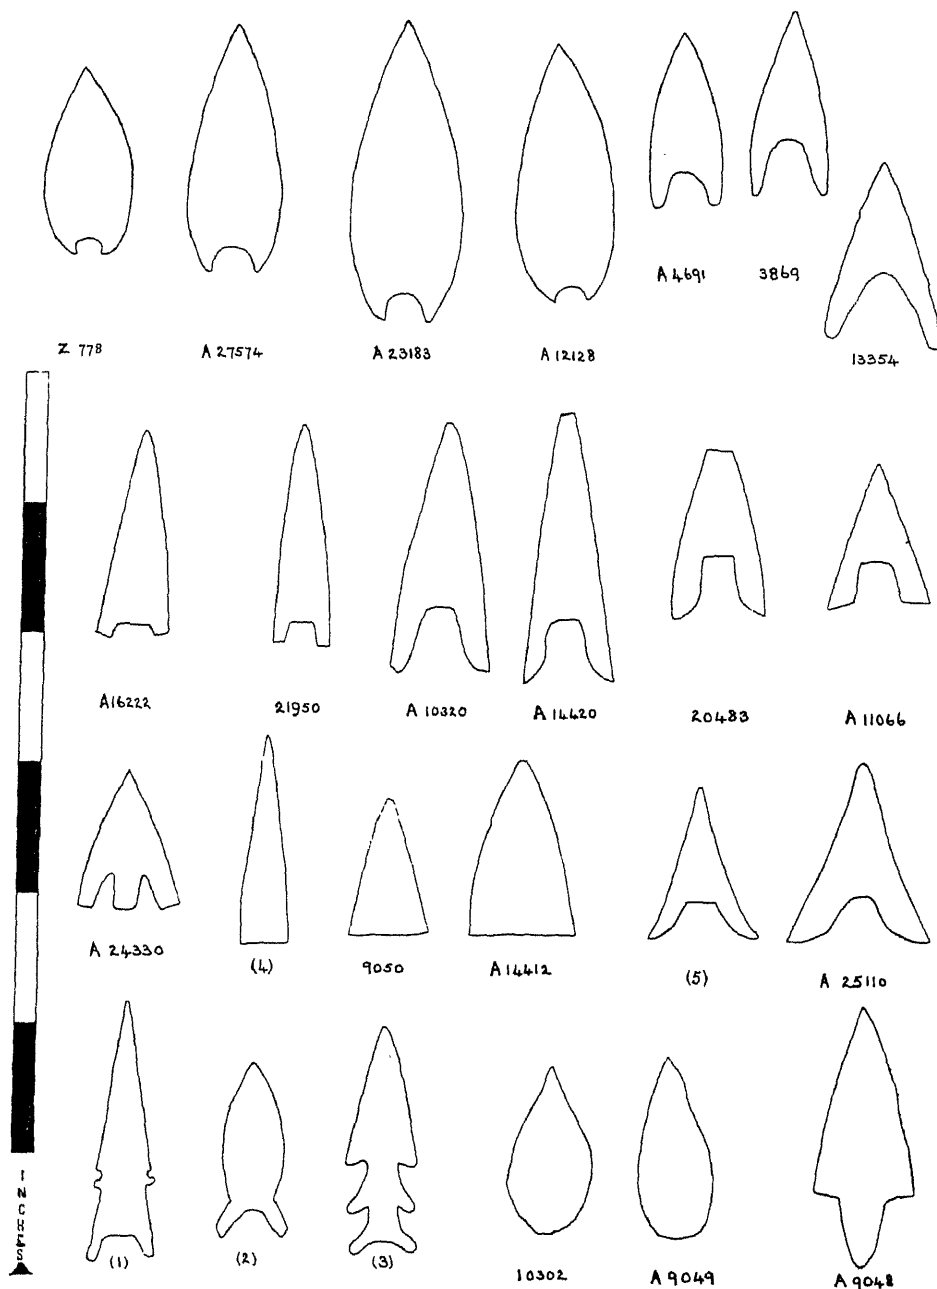 A 4691 3869
Z 778 A 27574 A 23183 A 12128 13354
A16222 21950 A 10320 A 14420 20483 A 11066
A 24330 (4) 9050 A14412 (5) A 25110
INCHES
(1) (2) (3) 10302 A 9049 A 9048